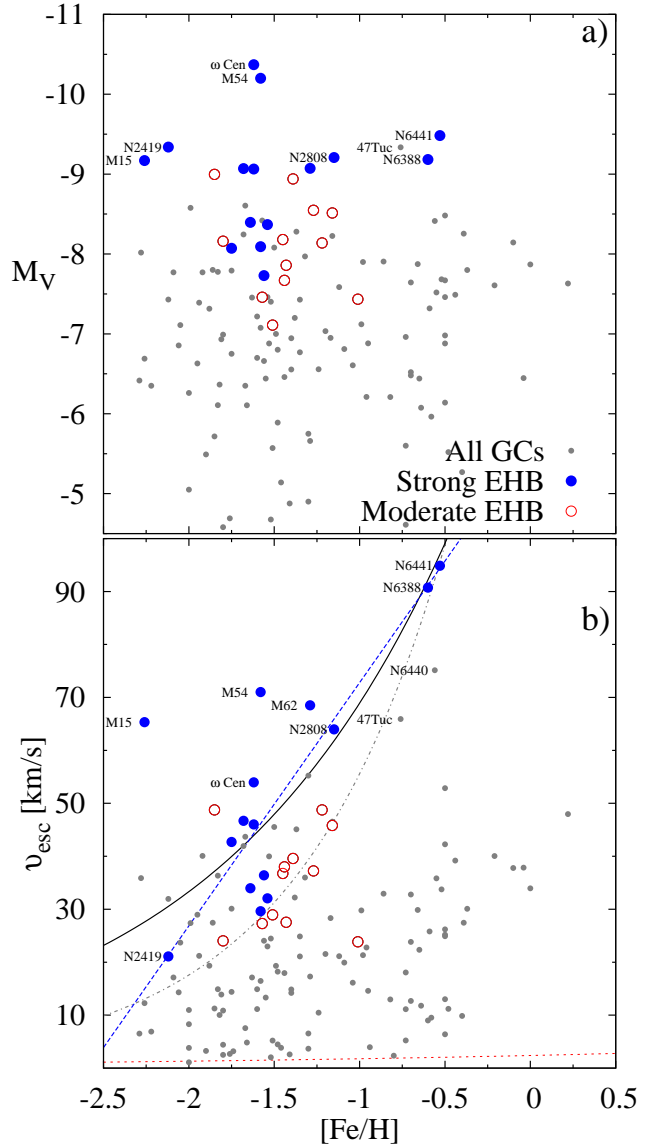 -11
a)
ω Cen
-10
M54
N6441
N2419
47Tuc
N2808
M15
N6388
-9
M_V
-8
-7
-6
All GCs
Strong EHB
-5
Moderate EHB
N6441
90
N6388
b)
N6440
70
M54
M62
M15
N2808
47Tuc
ω Cen
υ_esc [km/s]
50
30
N2419
10
-2.5 -2 -1.5 -1 -0.5 0 0.5
[Fe/H]